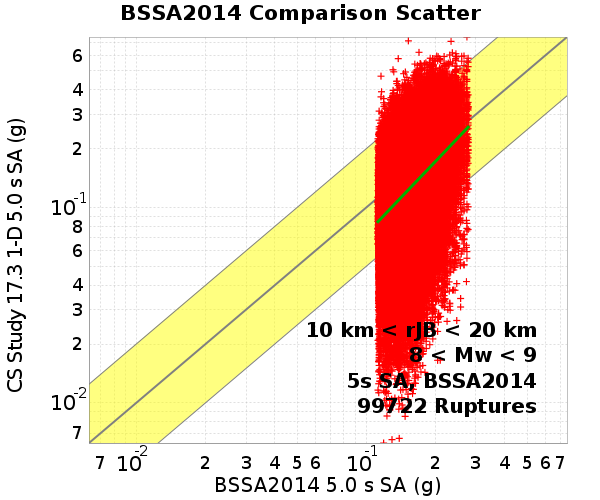 BSSA2014 Comparison Scatter
CS Study 17.3 1-D 5.0 s SA (g)
6
4
3
2
10-1
8
6
4
3
2
10-2
7
10 km < rJB < 20 km
8 < Mw < 9
5s SA, BSSA2014
99722 Ruptures
7 10-2 2 3 4 5 6 10-1 2 3 4 5 6 7
BSSA2014 5.0 s SA (g)